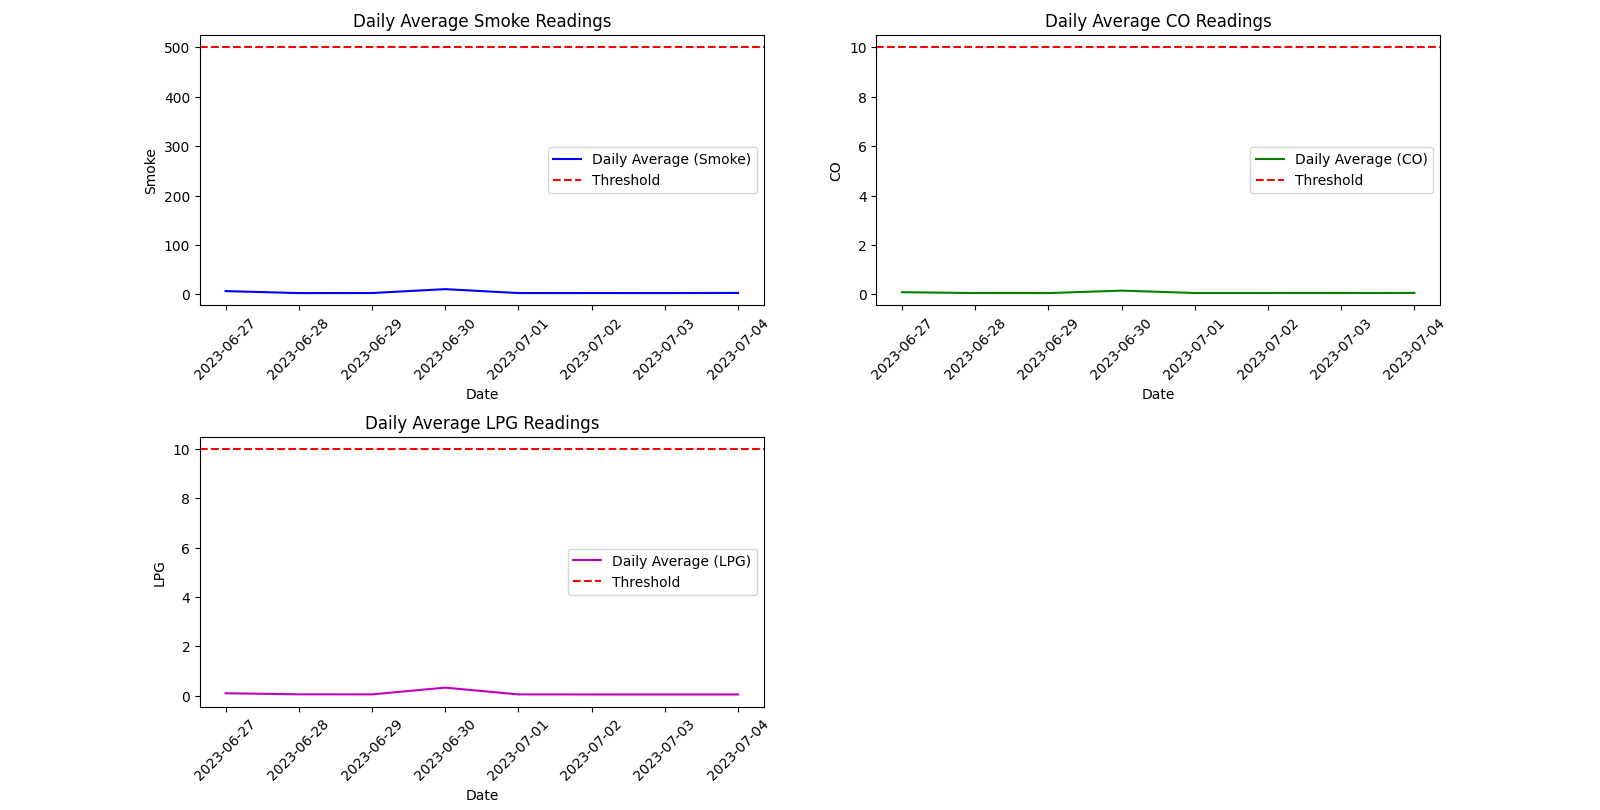 Daily Average Smoke Readings
500
400
300
200
100
0
Smoke
Daily Average (Smoke)
Threshold
2023-06-27
2023-06-28
2023-06-29
2023-06-30
2023-07-01
2023-07-02
2023-07-03
2023-07-04
Date
Daily Average CO Readings
10
8
6
4
2
0
CO
Daily Average (CO)
Threshold
2023-06-27
2023-06-28
2023-06-29
2023-06-30
2023-07-01
2023-07-02
2023-07-03
2023-07-04
Date
Daily Average LPG Readings
10
8
6
4
2
0
LPG
Daily Average (LPG)
Threshold
2023-06-27
2023-06-28
2023-06-29
2023-06-30
2023-07-01
2023-07-02
2023-07-03
2023-07-04
Date